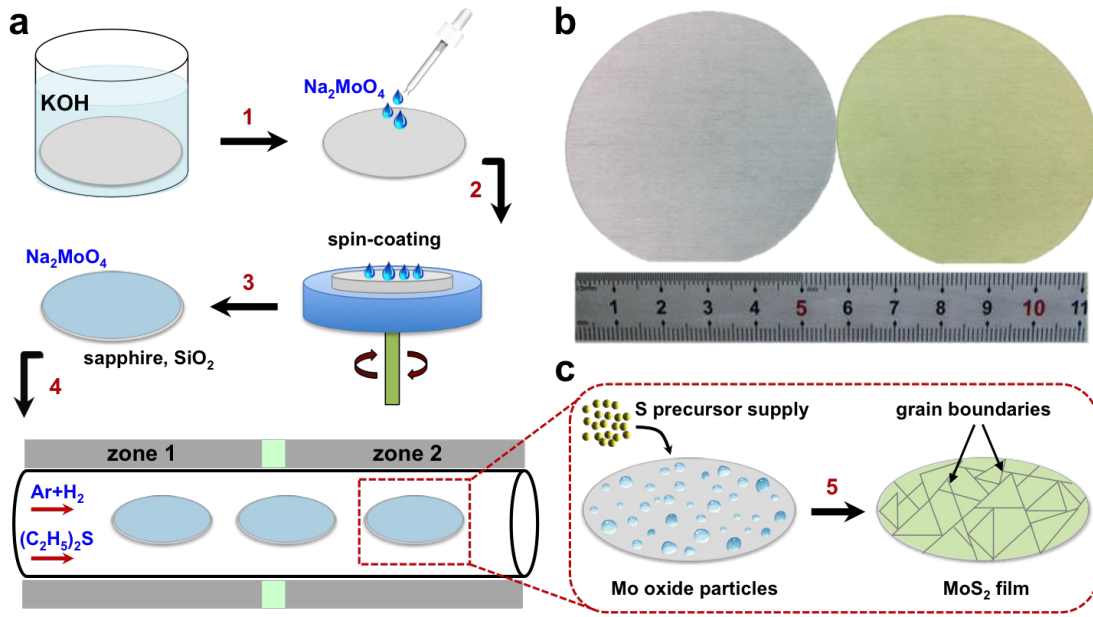 a
KOH
1
Na₂MoO₄
2
spin-coating
3
Na₂MoO₄
sapphire, SiO₂
4
zone 1
zone 2
Ar+H₂
(C₂H₅)₂S
b
1 2 3 4 5 6 7 8 9 10 11
c
S precursor supply
grain boundaries
5
Mo oxide particles
MoS₂ film